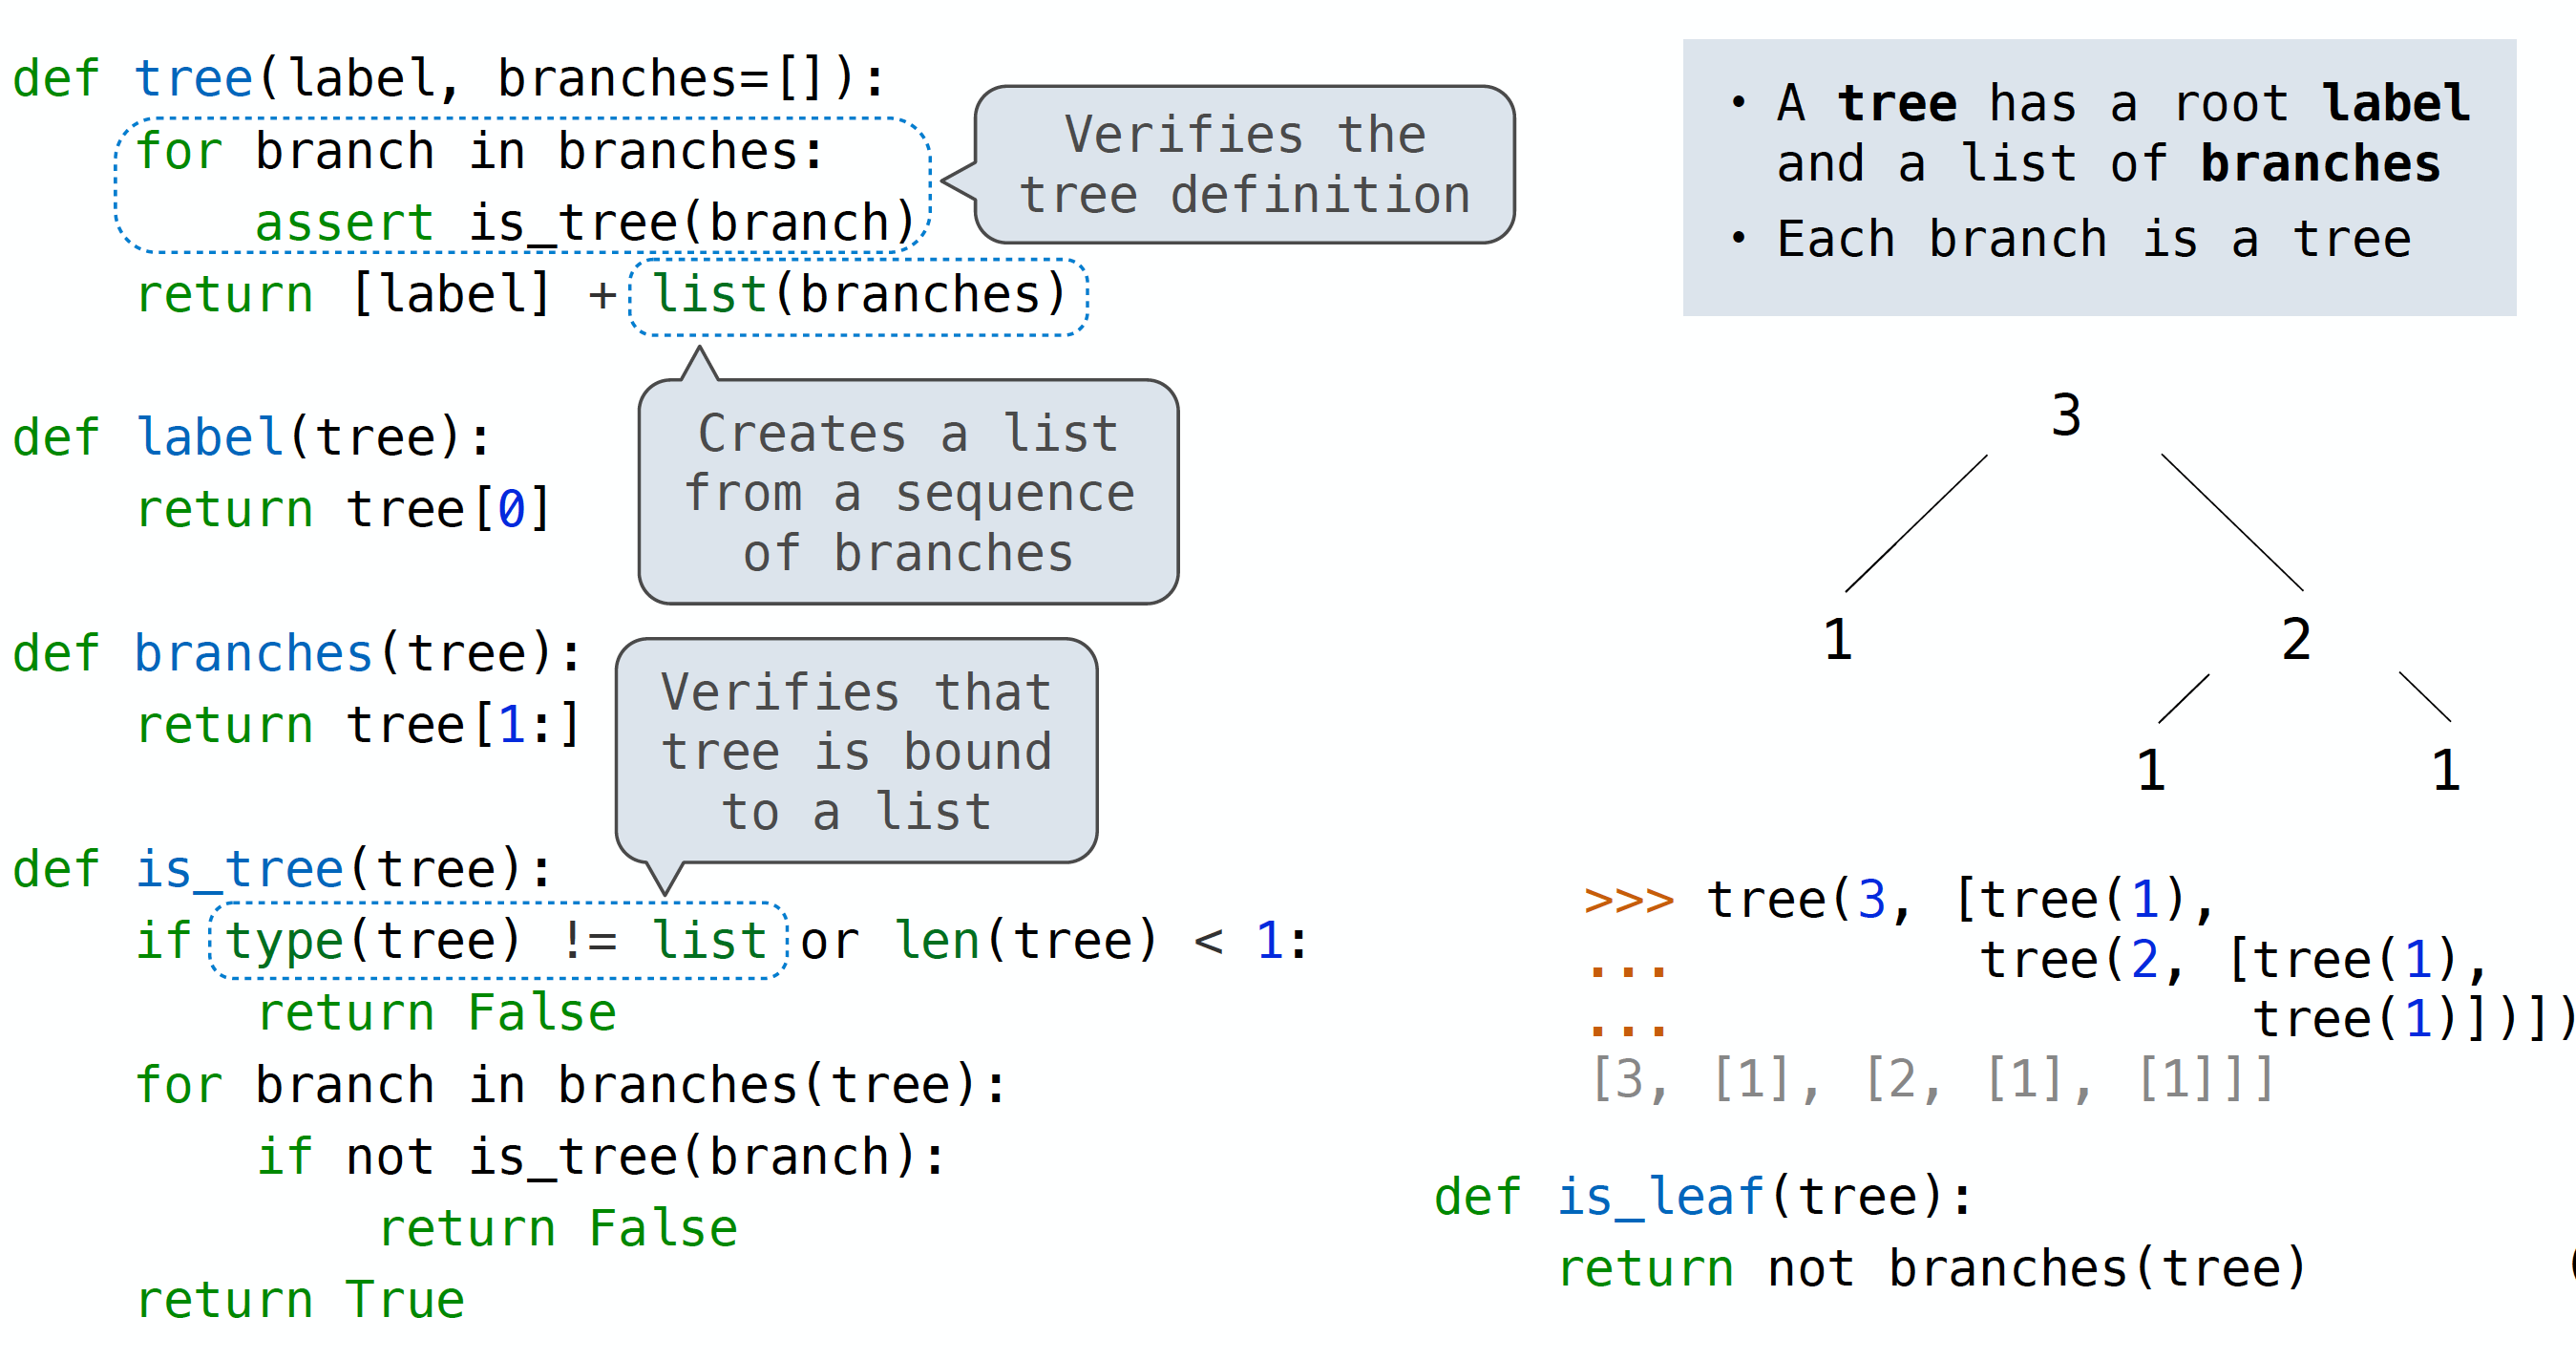 def tree(label, branches=[]):
    for branch in branches:
        assert is_tree(branch)
    return [label] + list(branches)
Verifies the
tree definition
Creates a list
from a sequence
of branches
def label(tree):
    return tree[0]
def branches(tree):
    return tree[1:]
Verifies that
tree is bound
to a list
def is_tree(tree):
    if type(tree) != list or len(tree) < 1:
        return False
    for branch in branches(tree):
        if not is_tree(branch):
            return False
    return True
• A tree has a root label
and a list of branches
• Each branch is a tree
3
1 2
1 1
>>> tree(3, [tree(1),
...          tree(2, [tree(1),
...                   tree(1)])])
[3, [1], [2, [1], [1]]]
def is_leaf(tree):
    return not branches(tree) (